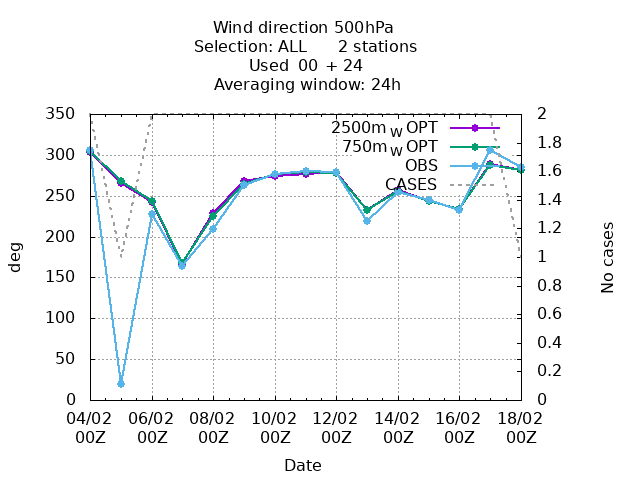 Wind direction 500hPa
Selection: ALL 2 stations
Used 00 + 24
Averaging window: 24h
350
300
250
200
150
100
50
0
deg
2
1.8
1.6
1.4
1.2
1
0.8
0.6
0.4
0.2
0
No cases
2500m W OPT
750m W OPT
OBS
CASES
04/02 06/02 08/02 10/02 12/02 14/02 16/02 18/02
00Z 00Z 00Z 00Z 00Z 00Z 00Z 00Z
Date